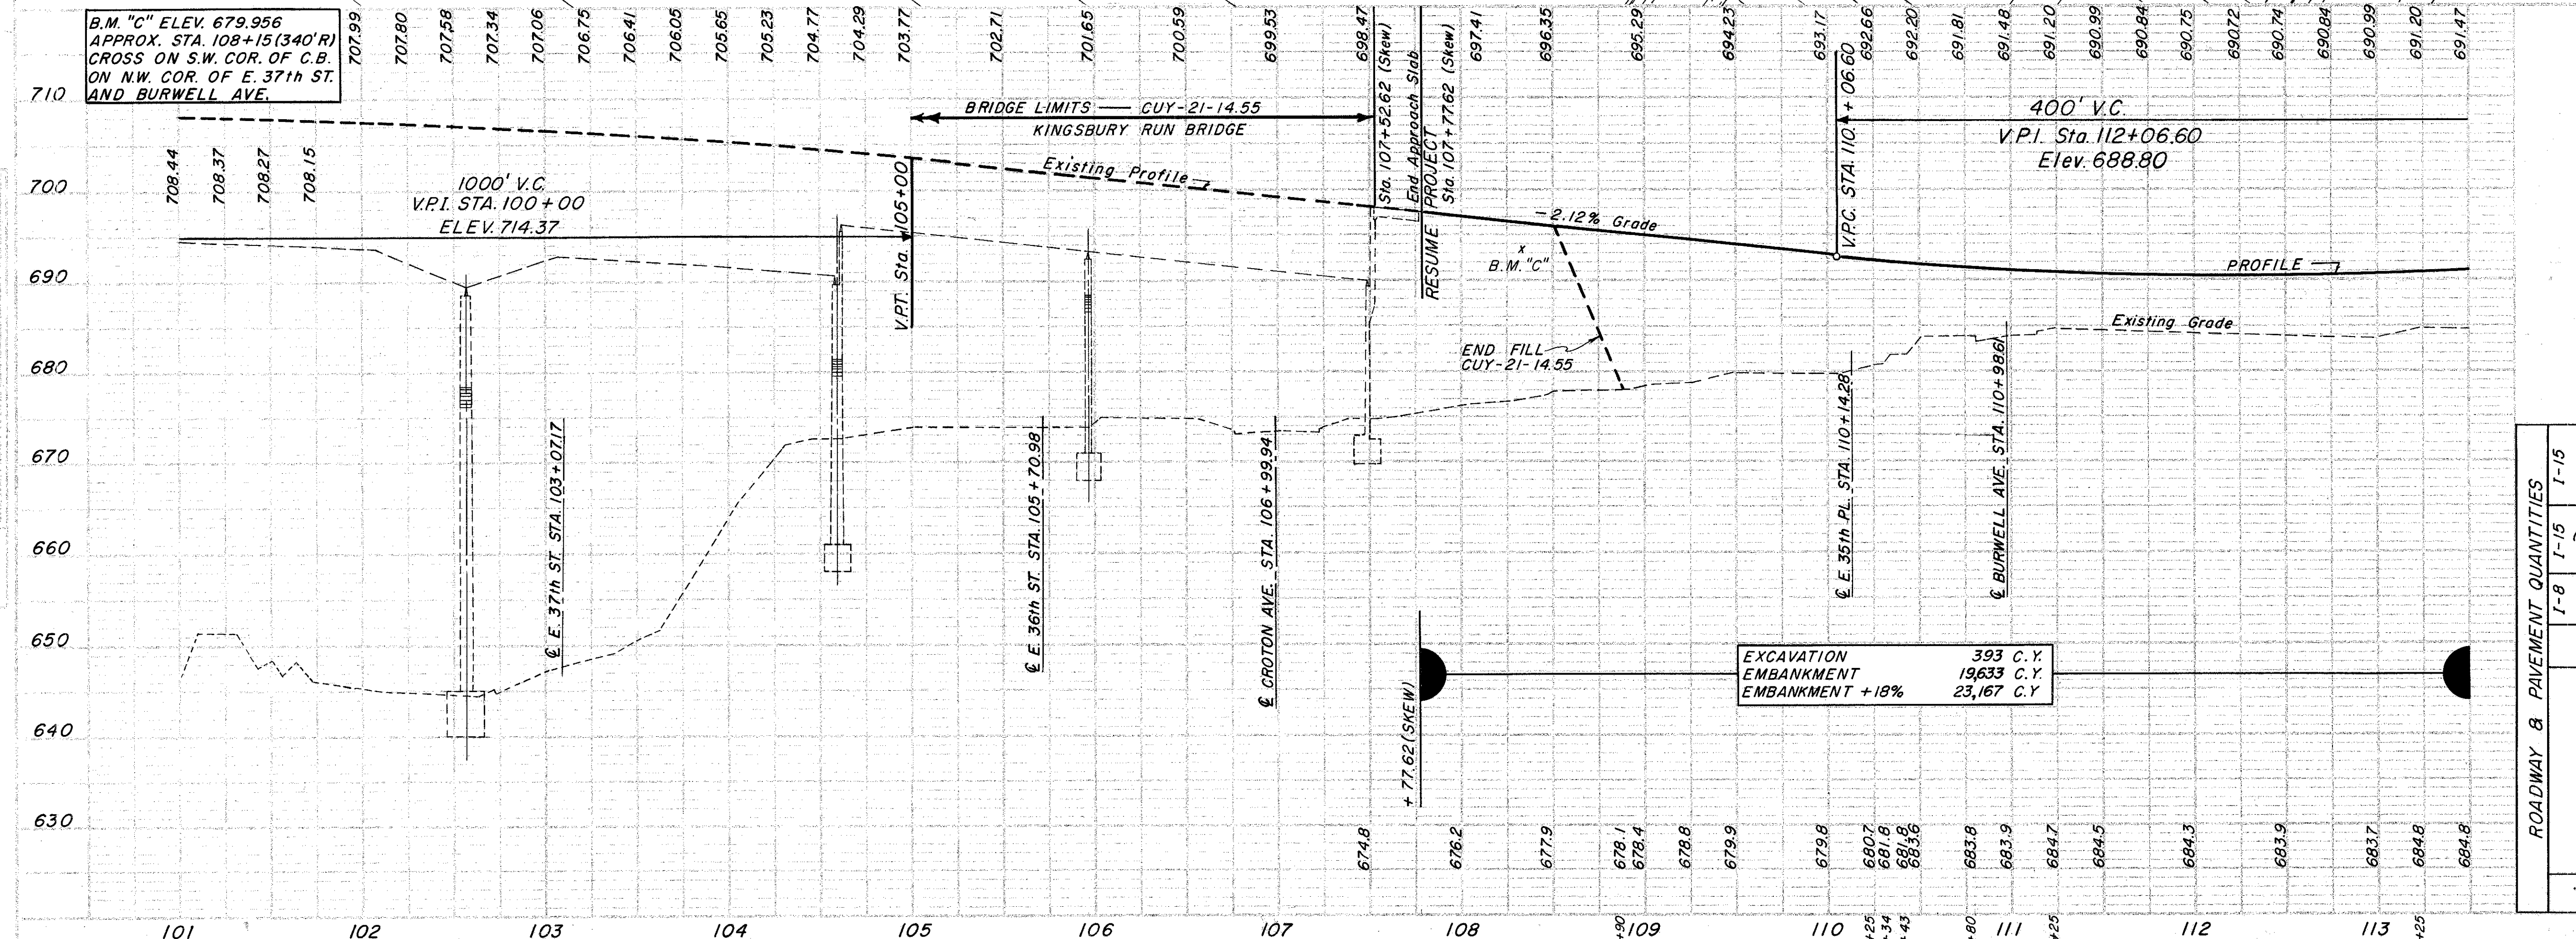 B.M. "C" ELEV. 679.956
APPROX. STA. 108+15 (340' R)
CROSS ON S.W. COR. OF C.B.
ON N.W. COR. OF E. 37th ST.
AND BURWELL AVE.
707.99
707.80
707.58
707.34
707.06
706.75
706.41
706.05
705.65
705.23
704.77
704.29
703.77
702.71
701.65
700.59
699.53
698.47
697.41
696.35
695.29
694.23
693.17
692.66
692.20
691.81
691.48
691.20
690.99
690.84
690.75
690.72
690.74
690.84
690.99
691.20
691.47
710
700
690
680
670
660
650
640
630
708.44
708.37
708.27
708.15
1000' V.C.
V.P.I. STA. 100 + 00
ELEV. 714.37
V.P.T. Sta. 105+00
BRIDGE LIMITS — CUY-21-14.55
KINGSBURY RUN BRIDGE
Existing Profile
Sta. 107+52.62 (Skew)
End Approach Slab
RESUME PROJECT
Sta. 107+77.62 (Skew)
-2.12% Grade
x
B.M. "C"
END FILL
CUY-21-14.55
V.P.C. STA. 110 + 06.60
400' V.C.
V.P.I. Sta. 112+06.60
Elev. 688.80
PROFILE
Existing Grade
℄ E. 37th ST. STA. 103+07.17
℄ E. 36th ST. STA. 105+70.98
℄ CROTON AVE. STA. 106+99.94
℄ E. 35th PL. STA. 110+14.28
℄ BURWELL AVE. STA. 110+98.61
+77.62 (SKEW)
EXCAVATION 393 C.Y.
EMBANKMENT 19,633 C.Y.
EMBANKMENT +18% 23,167 C.Y
674.8
676.2
677.9
678.1
678.4
678.8
679.9
679.8
680.7
681.8
681.8
683.6
683.8
683.9
684.7
684.5
684.3
683.9
683.7
684.8
684.8
101
102
103
104
105
106
107
108
+90
109
110
+25
+34
+43
+80
111
+25
112
113
+25
ROADWAY & PAVEMENT QUANTITIES
I-8
I-15
I-15